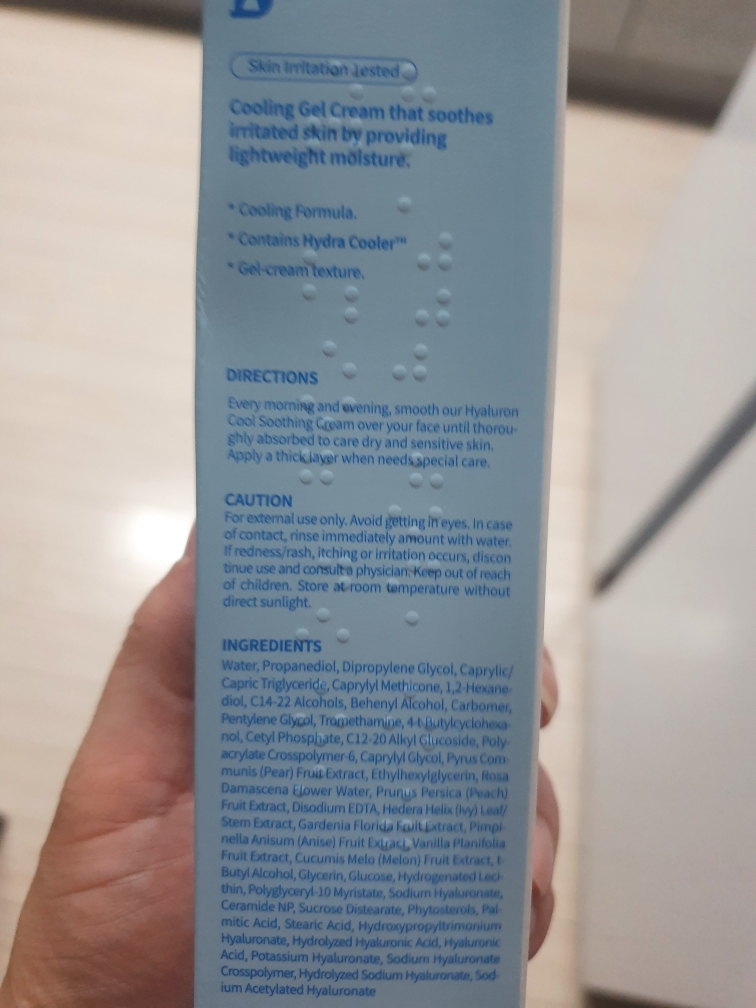 Skin Irritation Tested
Cooling Gel Cream that soothes
irritated skin by providing
lightweight moisture.
* Cooling Formula.
* Contains Hydra Cooler™
* Gel-cream texture.
DIRECTIONS
Every morning and evening, smooth our Hyaluron
Cool Soothing Cream over your face until thorou-
ghly absorbed to care dry and sensitive skin.
Apply a thick layer when needs special care.
CAUTION
For external use only. Avoid getting in eyes. In case
of contact, rinse immediately amount with water.
If redness/rash, itching or irritation occurs, discon
tinue use and consult a physician. Keep out of reach
of children. Store at room temperature without
direct sunlight.
INGREDIENTS
Water, Propanediol, Dipropylene Glycol, Caprylic/
Capric Triglyceride, Caprylyl Methicone, 1,2-Hexane-
diol, C14-22 Alcohols, Behenyl Alcohol, Carbomer,
Pentylene Glycol, Tromethamine, 4-t-Butylcyclohexa-
nol, Cetyl Phosphate, C12-20 Alkyl Glucoside, Poly-
acrylate Crosspolymer-6, Caprylyl Glycol, Pyrus Com-
munis (Pear) Fruit Extract, Ethylhexylglycerin, Rosa
Damascena Flower Water, Prunus Persica (Peach)
Fruit Extract, Disodium EDTA, Hedera Helix (Ivy) Leaf/
Stem Extract, Gardenia Florida Fruit Extract, Pimpi-
nella Anisum (Anise) Fruit Extract, Vanilla Planifolia
Fruit Extract, Cucumis Melo (Melon) Fruit Extract, t-
Butyl Alcohol, Glycerin, Glucose, Hydrogenated Leci-
thin, Polyglyceryl-10 Myristate, Sodium Hyaluronate,
Ceramide NP, Sucrose Distearate, Phytosterols, Pal-
mitic Acid, Stearic Acid, Hydroxypropyltrimonium
Hyaluronate, Hydrolyzed Hyaluronic Acid, Hyaluronic
Acid, Potassium Hyaluronate, Sodium Hyaluronate
Crosspolymer, Hydrolyzed Sodium Hyaluronate, Sod-
ium Acetylated Hyaluronate